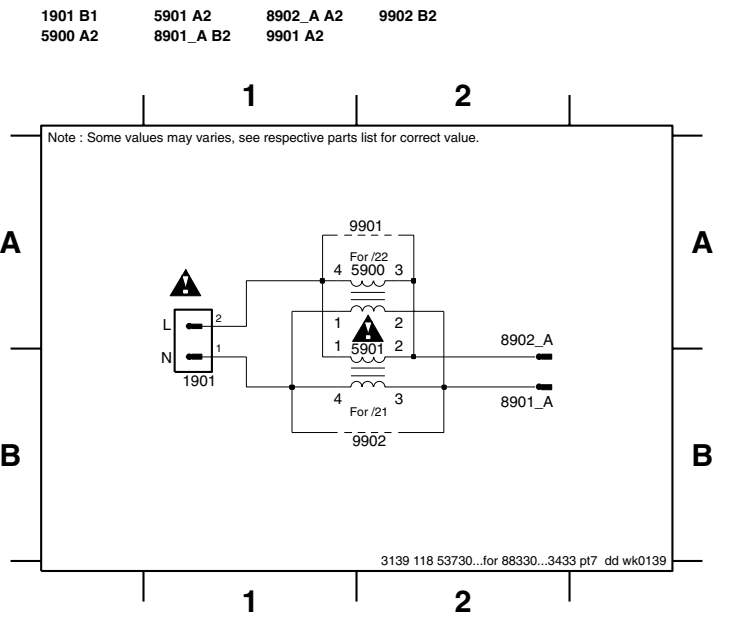 1901 B1 5901 A2 8902_A A2 9902 B2
5900 A2 8901_A B2 9901 A2
1 2
Note : Some values may varies, see respective parts list for correct value.
A A
9901
For /22
4 5900 3
L 2
1 2
N 1
1 5901 2
8902_A
1901
4 3
8901_A
For /21
9902
B B
3139 118 53730...for 88330...3433 pt7 dd wk0139
1 2